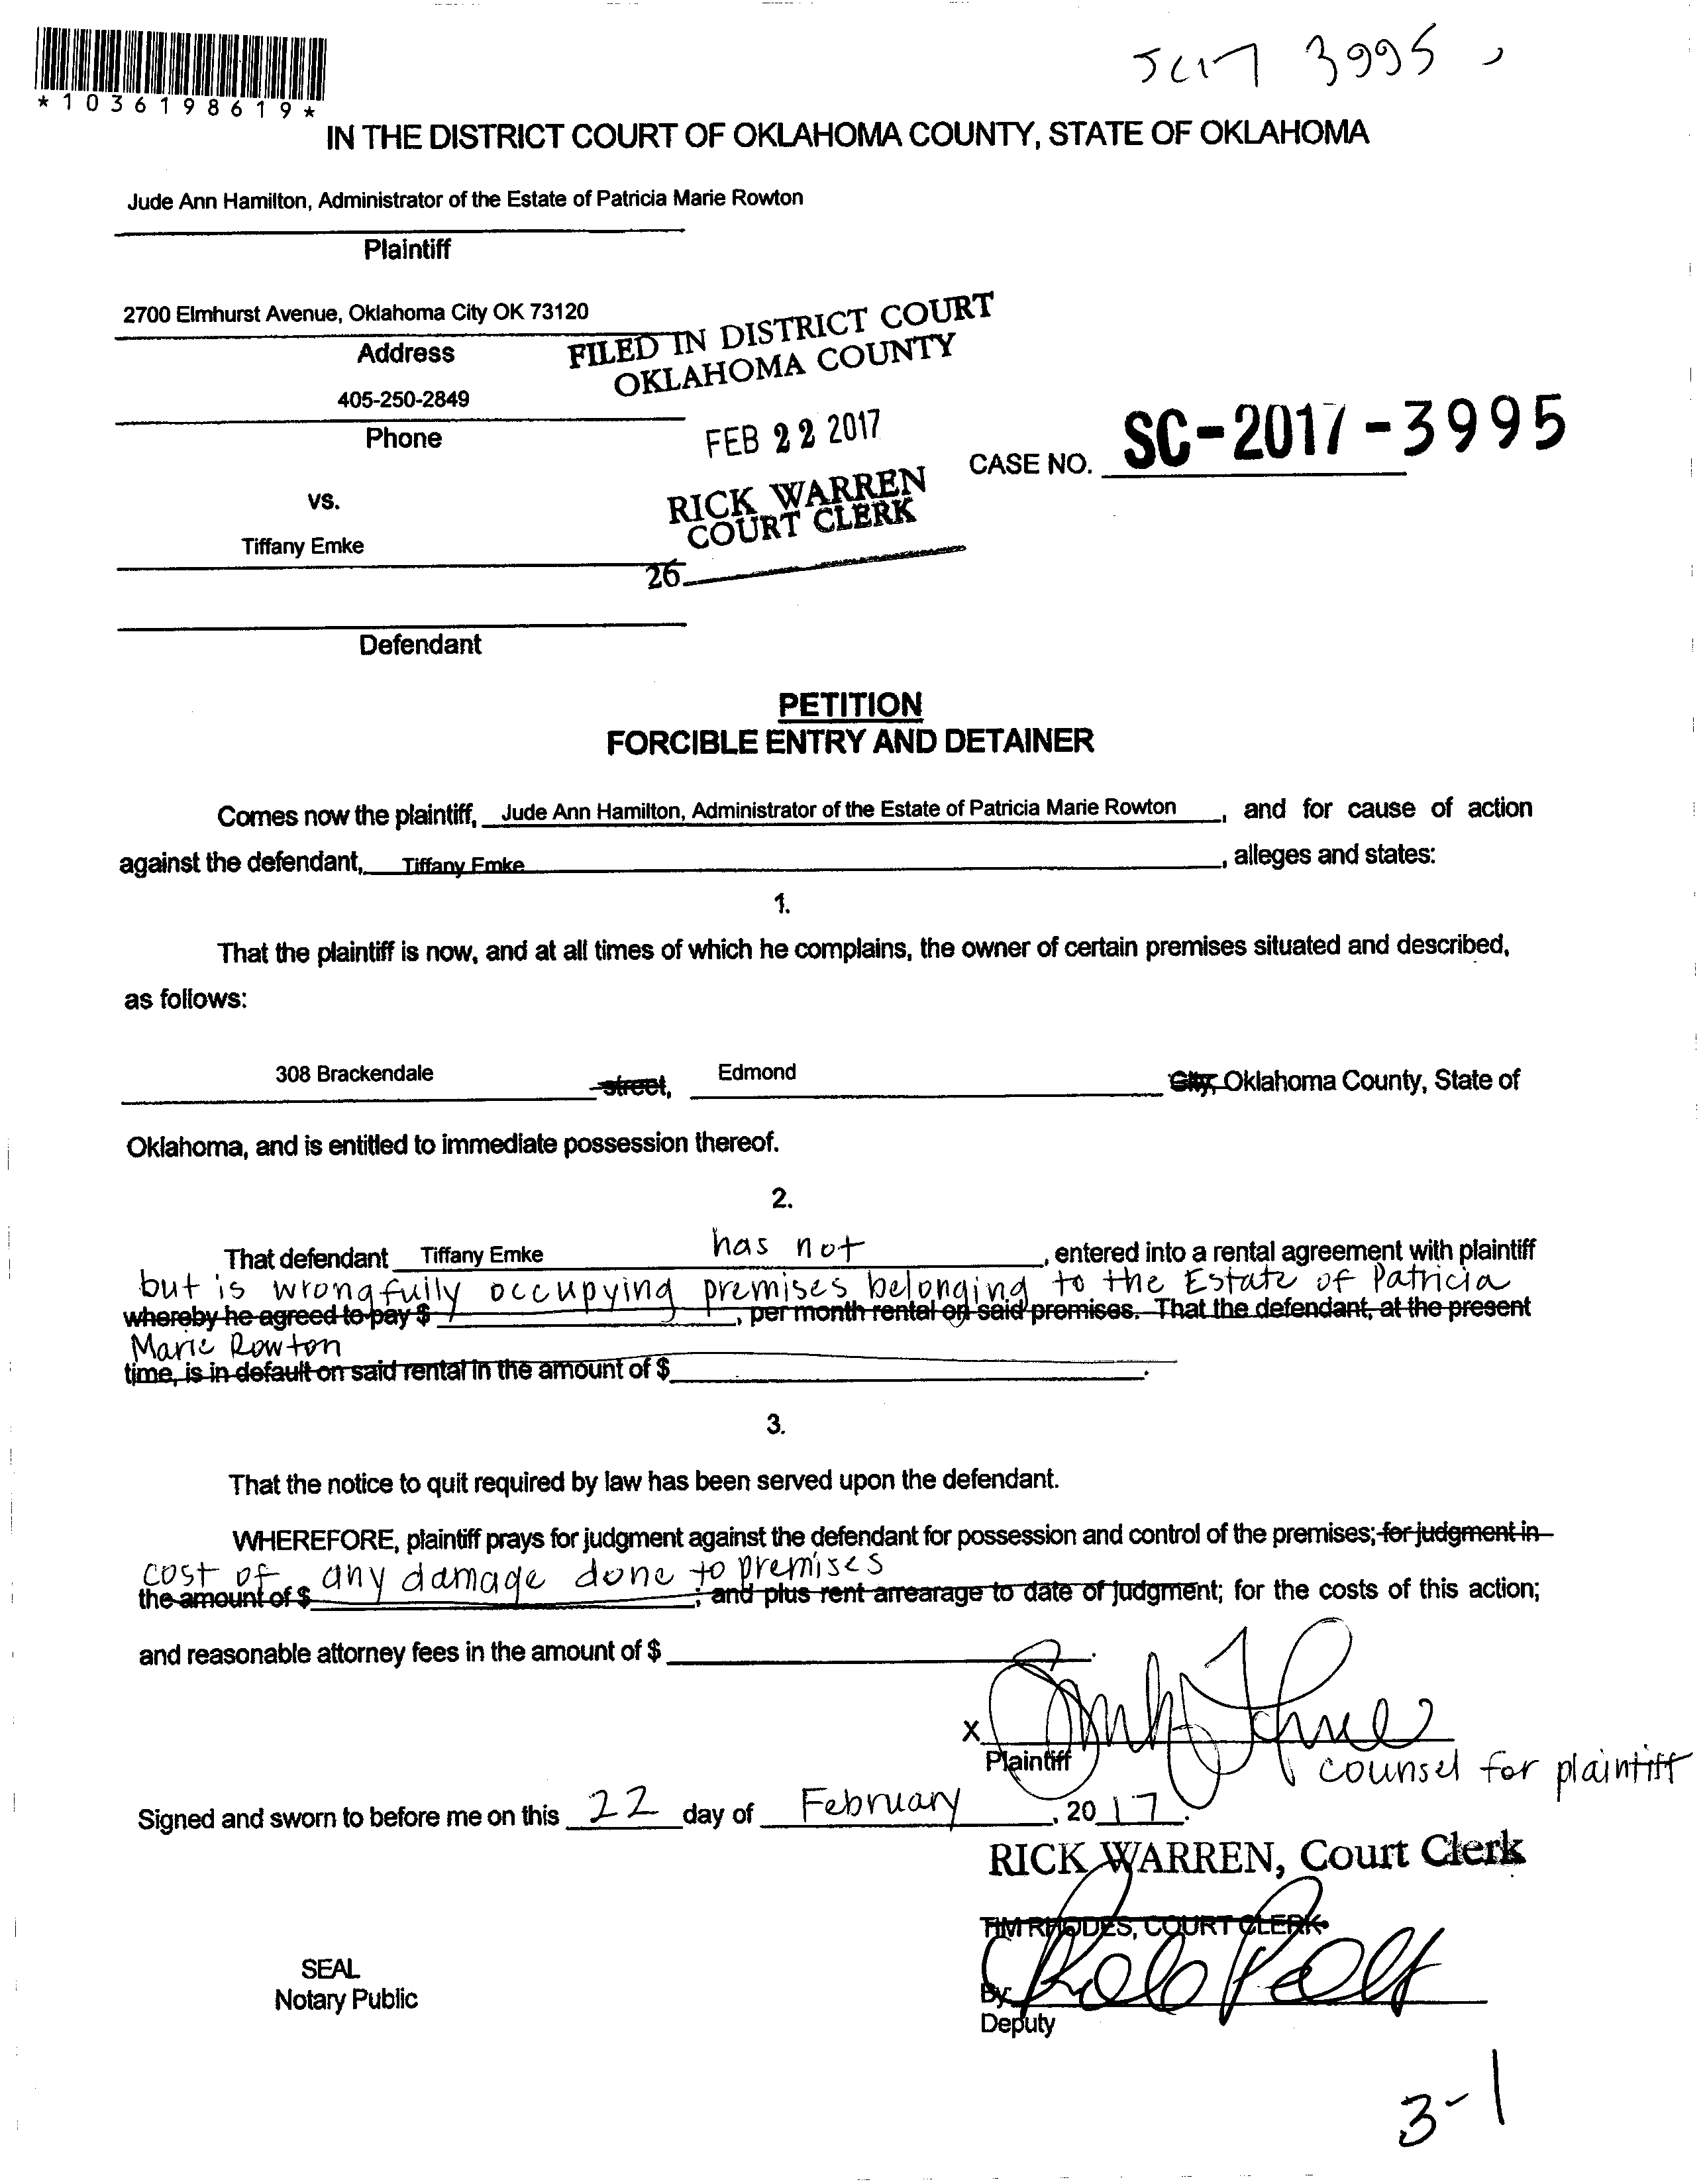 SC17 3995
*1036198619*
IN THE DISTRICT COURT OF OKLAHOMA COUNTY, STATE OF OKLAHOMA
Jude Ann Hamilton, Administrator of the Estate of Patricia Marie Rowton
Plaintiff
2700 Elmhurst Avenue, Oklahoma City OK 73120
Address
FILED IN DISTRICT COURT
OKLAHOMA COUNTY
405-250-2849
Phone
FEB 22 2017
CASE NO. SC-2017-3995
RICK WARREN
COURT CLERK
vs.
Tiffany Emke
26
Defendant
PETITION
FORCIBLE ENTRY AND DETAINER
Comes now the plaintiff, Jude Ann Hamilton, Administrator of the Estate of Patricia Marie Rowton, and for cause of action
against the defendant, Tiffany Emke, alleges and states:
1.
That the plaintiff is now, and at all times of which he complains, the owner of certain premises situated and described,
as follows:
308 Brackendale street, Edmond City, Oklahoma County, State of
Oklahoma, and is entitled to immediate possession thereof.
2.
That defendant Tiffany Emke has not, entered into a rental agreement with plaintiff
but is wrongfully occupying premises belonging to the Estate of Patricia
whereby he agreed to pay $, per month rental on said premises. That the defendant, at the present
Marie Rowton
time, is in default on said rental in the amount of $.
3.
That the notice to quit required by law has been served upon the defendant.
WHEREFORE, plaintiff prays for judgment against the defendant for possession and control of the premises; for judgment in
cost of any damage done to premises
the amount of $; and plus rent arrearage to date of judgment; for the costs of this action;
and reasonable attorney fees in the amount of $.
X
Plaintiff
counsel for plaintiff
Signed and sworn to before me on this 22 day of February, 2017.
RICK WARREN, Court Clerk
TIM RHODES, COURT CLERK
SEAL
Notary Public
By:
Deputy
3-1